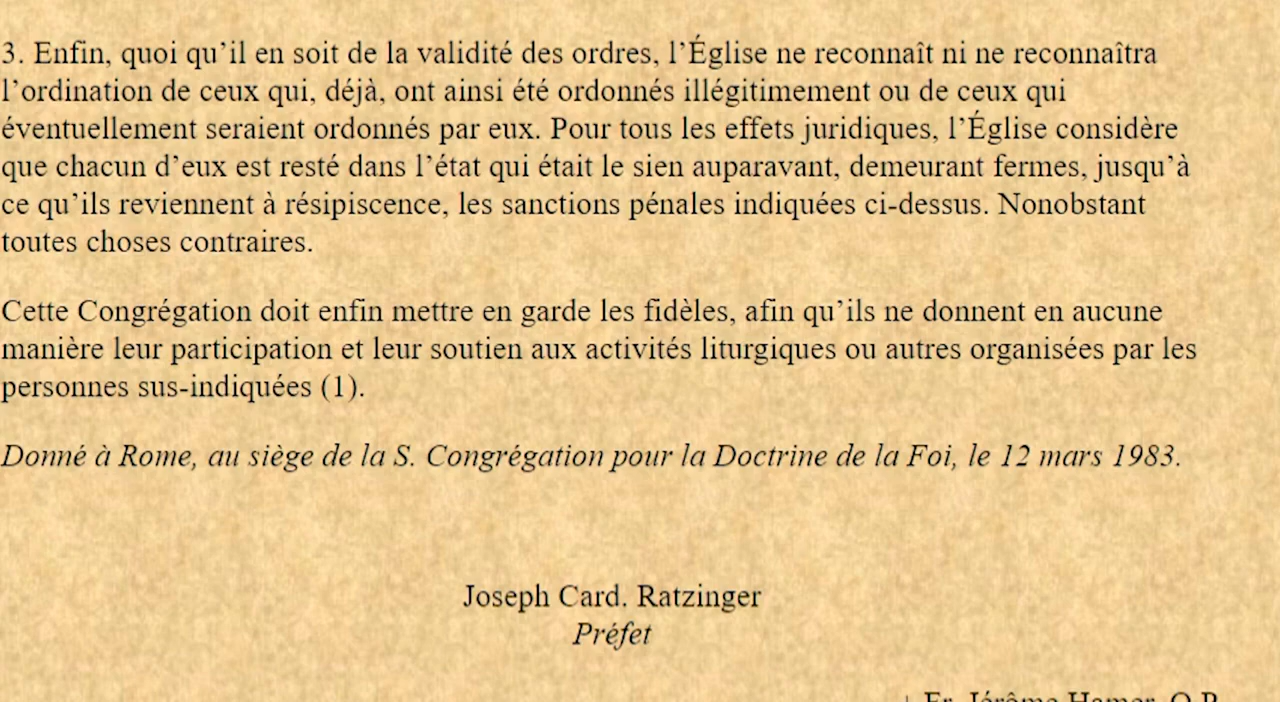 3. Enfin, quoi qu’il en soit de la validité des ordres, l’Église ne reconnaît ni ne reconnaîtra
l’ordination de ceux qui, déjà, ont ainsi été ordonnés illégitimement ou de ceux qui
éventuellement seraient ordonnés par eux. Pour tous les effets juridiques, l’Église considère
que chacun d’eux est resté dans l’état qui était le sien auparavant, demeurant fermes, jusqu’à
ce qu’ils reviennent à résipiscence, les sanctions pénales indiquées ci-dessus. Nonobstant
toutes choses contraires.
Cette Congrégation doit enfin mettre en garde les fidèles, afin qu’ils ne donnent en aucune
manière leur participation et leur soutien aux activités liturgiques ou autres organisées par les
personnes sus-indiquées (1).
Donné à Rome, au siège de la S. Congrégation pour la Doctrine de la Foi, le 12 mars 1983.
Joseph Card. Ratzinger
Préfet
Fr. Jérôme Hamer, O.P.